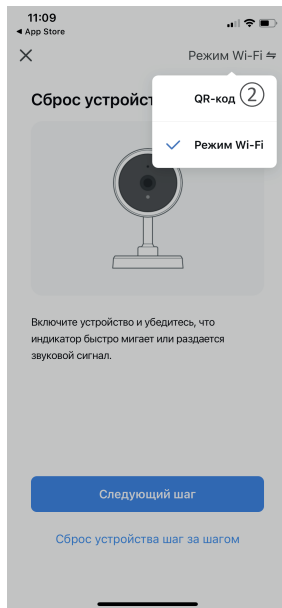 11:09
◀ App Store
Режим Wi-Fi
Сброс устройст
QR-код 2
Режим Wi-Fi
Включите устройство и убедитесь, что
индикатор быстро мигает или раздается
звуковой сигнал.
Следующий шаг
Сброс устройства шаг за шагом